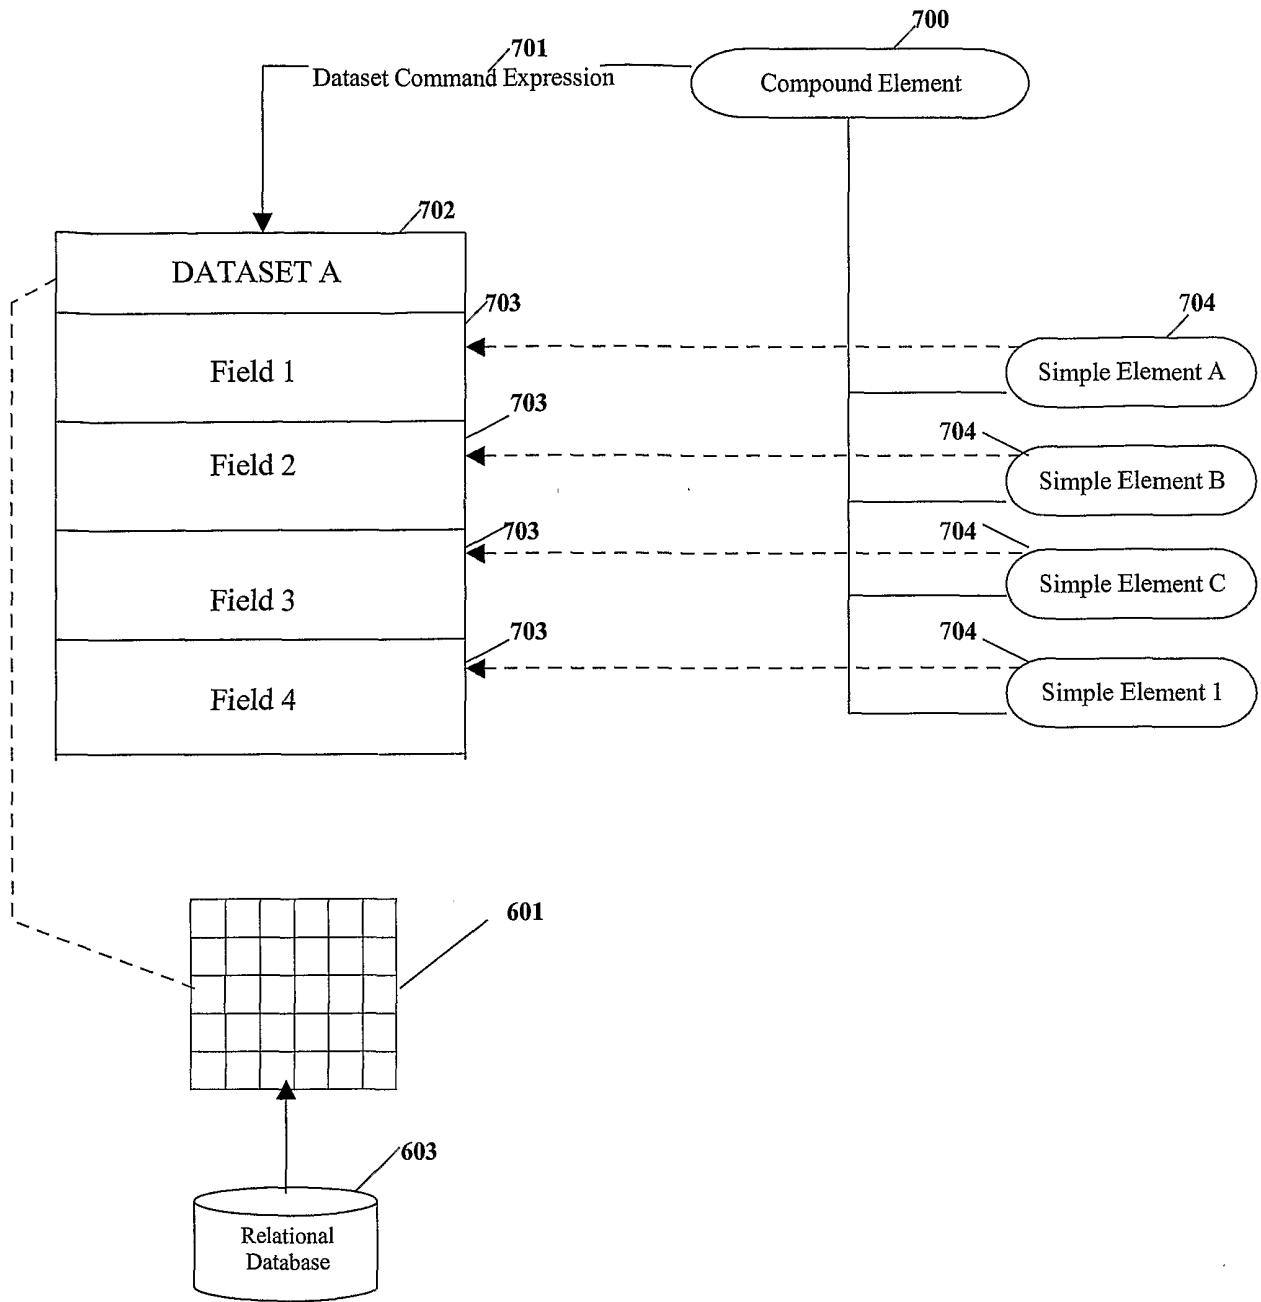 700
701
Dataset Command Expression
Compound Element
702
DATASET A
703
704
Field 1
Simple Element A
703
704
Field 2
Simple Element B
703
704
Field 3
Simple Element C
703
704
Field 4
Simple Element 1
601
603
Relational
Database